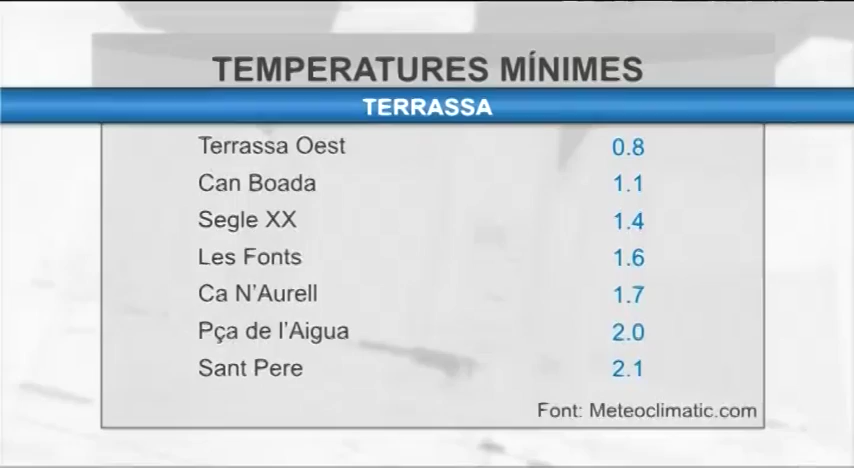 TEMPERATURES MÍNIMES
TERRASSA
Terrassa Oest 0.8
Can Boada 1.1
Segle XX 1.4
Les Fonts 1.6
Ca N'Aurell 1.7
Pça de l'Aigua 2.0
Sant Pere 2.1
Font: Meteoclimatic.com